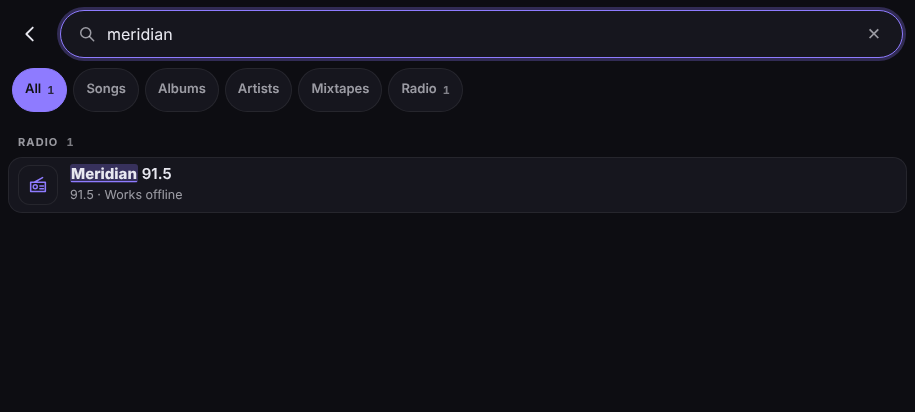 meridian
All 1
Songs
Albums
Artists
Mixtapes
Radio 1
RADIO 1
Meridian 91.5
91.5 · Works offline